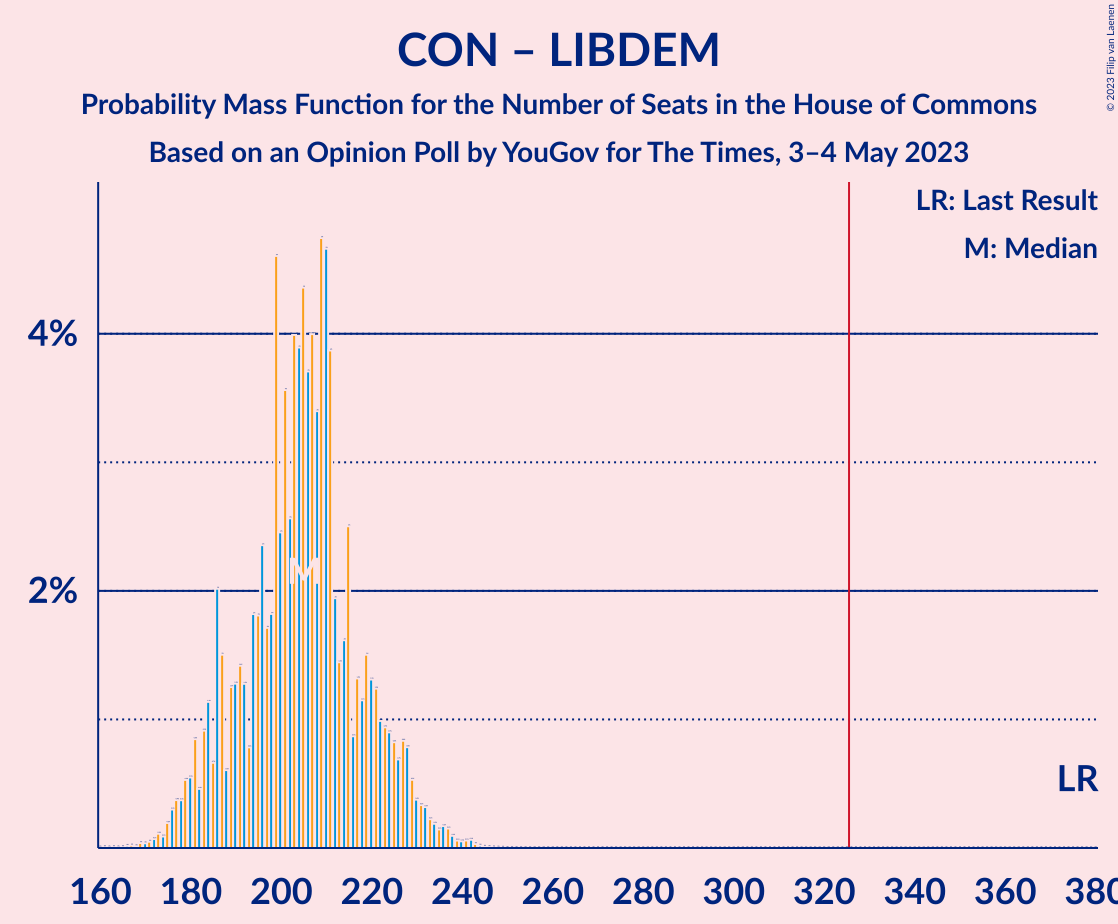 CON – LIBDEM
Probability Mass Function for the Number of Seats in the House of Commons
Based on an Opinion Poll by YouGov for The Times, 3–4 May 2023
© 2023 Filip van Laenen
LR: Last Result
M: Median
4%
2%
M
LR
160 180 200 220 240 260 280 300 320 340 360 380